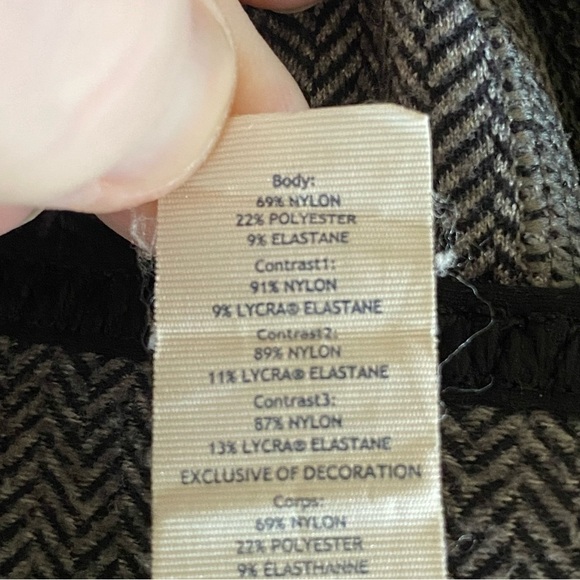 Body:
69% NYLON
22% POLYESTER
9% ELASTANE
Contrast1:
91% NYLON
9% LYCRA® ELASTANE
Contrast2:
89% NYLON
11% LYCRA® ELASTANE
Contrast3:
87% NYLON
13% LYCRA® ELASTANE
EXCLUSIVE OF DECORATION
Corps:
69% NYLON
22% POLYESTER
9% ÉLASTHANNE